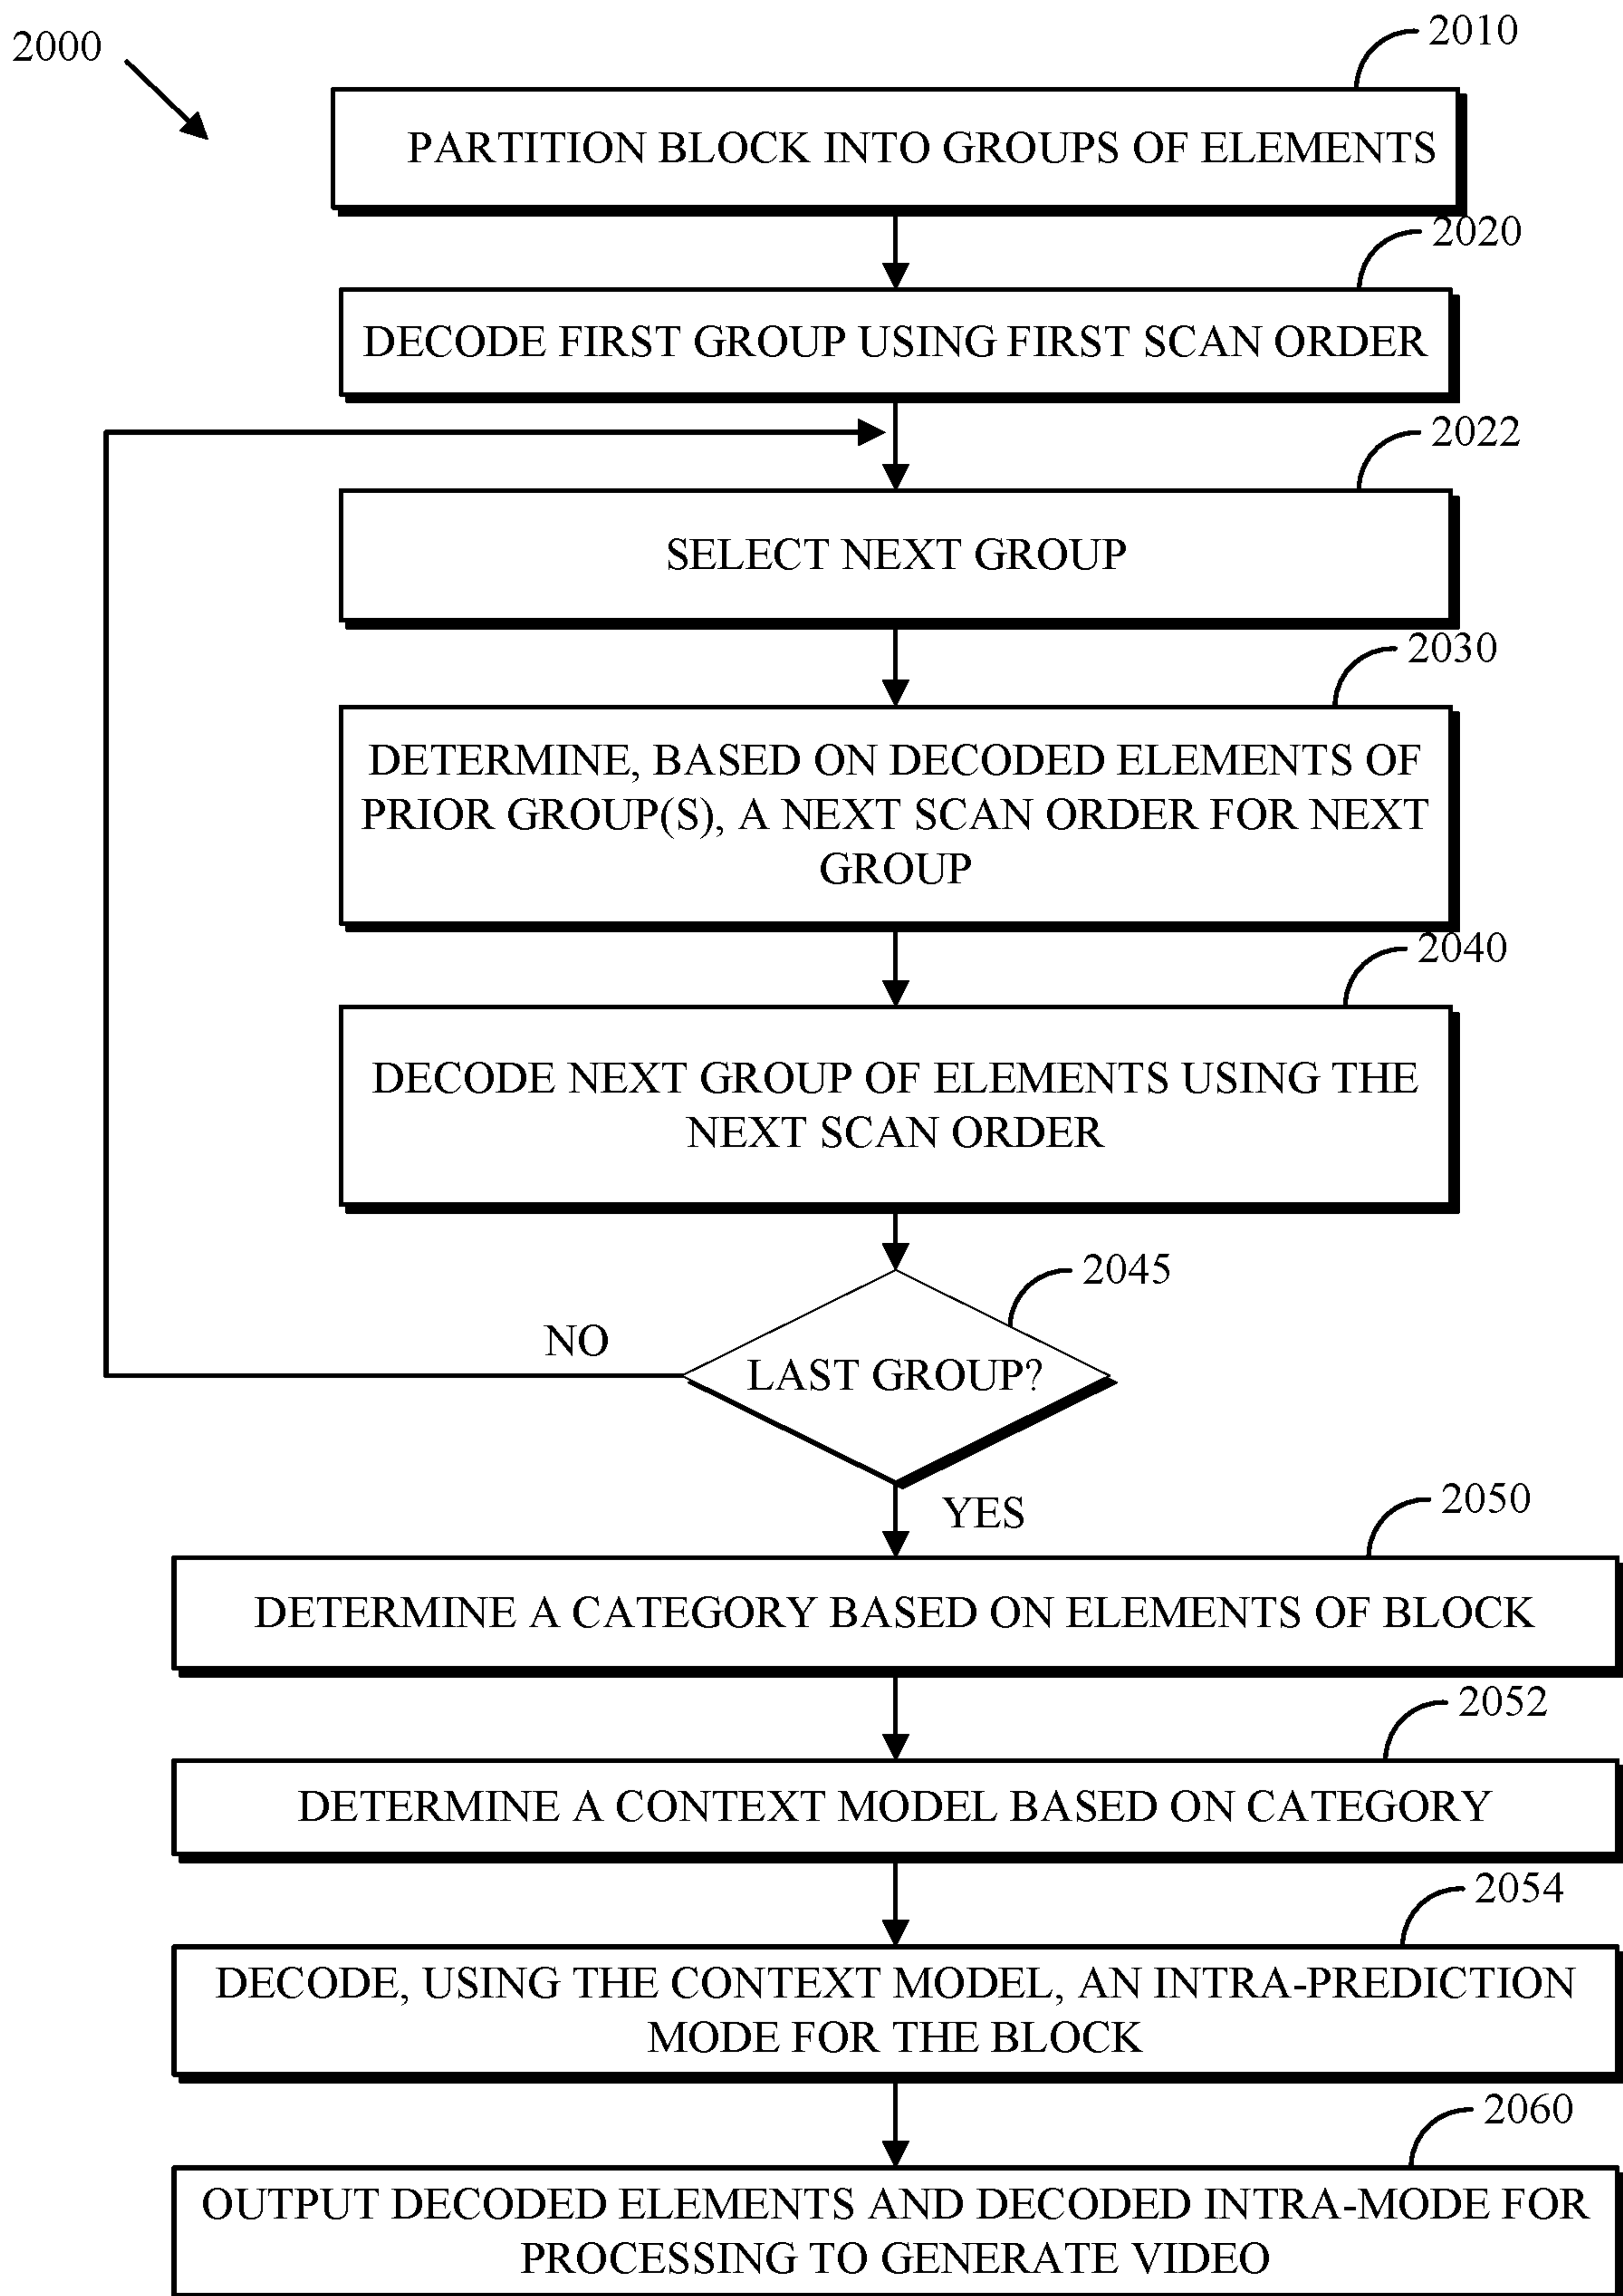 2000
2010
PARTITION BLOCK INTO GROUPS OF ELEMENTS
2020
DECODE FIRST GROUP USING FIRST SCAN ORDER
2022
SELECT NEXT GROUP
2030
DETERMINE, BASED ON DECODED ELEMENTS OF
PRIOR GROUP(S), A NEXT SCAN ORDER FOR NEXT
GROUP
2040
DECODE NEXT GROUP OF ELEMENTS USING THE
NEXT SCAN ORDER
2045
NO
LAST GROUP?
YES
2050
DETERMINE A CATEGORY BASED ON ELEMENTS OF BLOCK
2052
DETERMINE A CONTEXT MODEL BASED ON CATEGORY
2054
DECODE, USING THE CONTEXT MODEL, AN INTRA-PREDICTION
MODE FOR THE BLOCK
2060
OUTPUT DECODED ELEMENTS AND DECODED INTRA-MODE FOR
PROCESSING TO GENERATE VIDEO